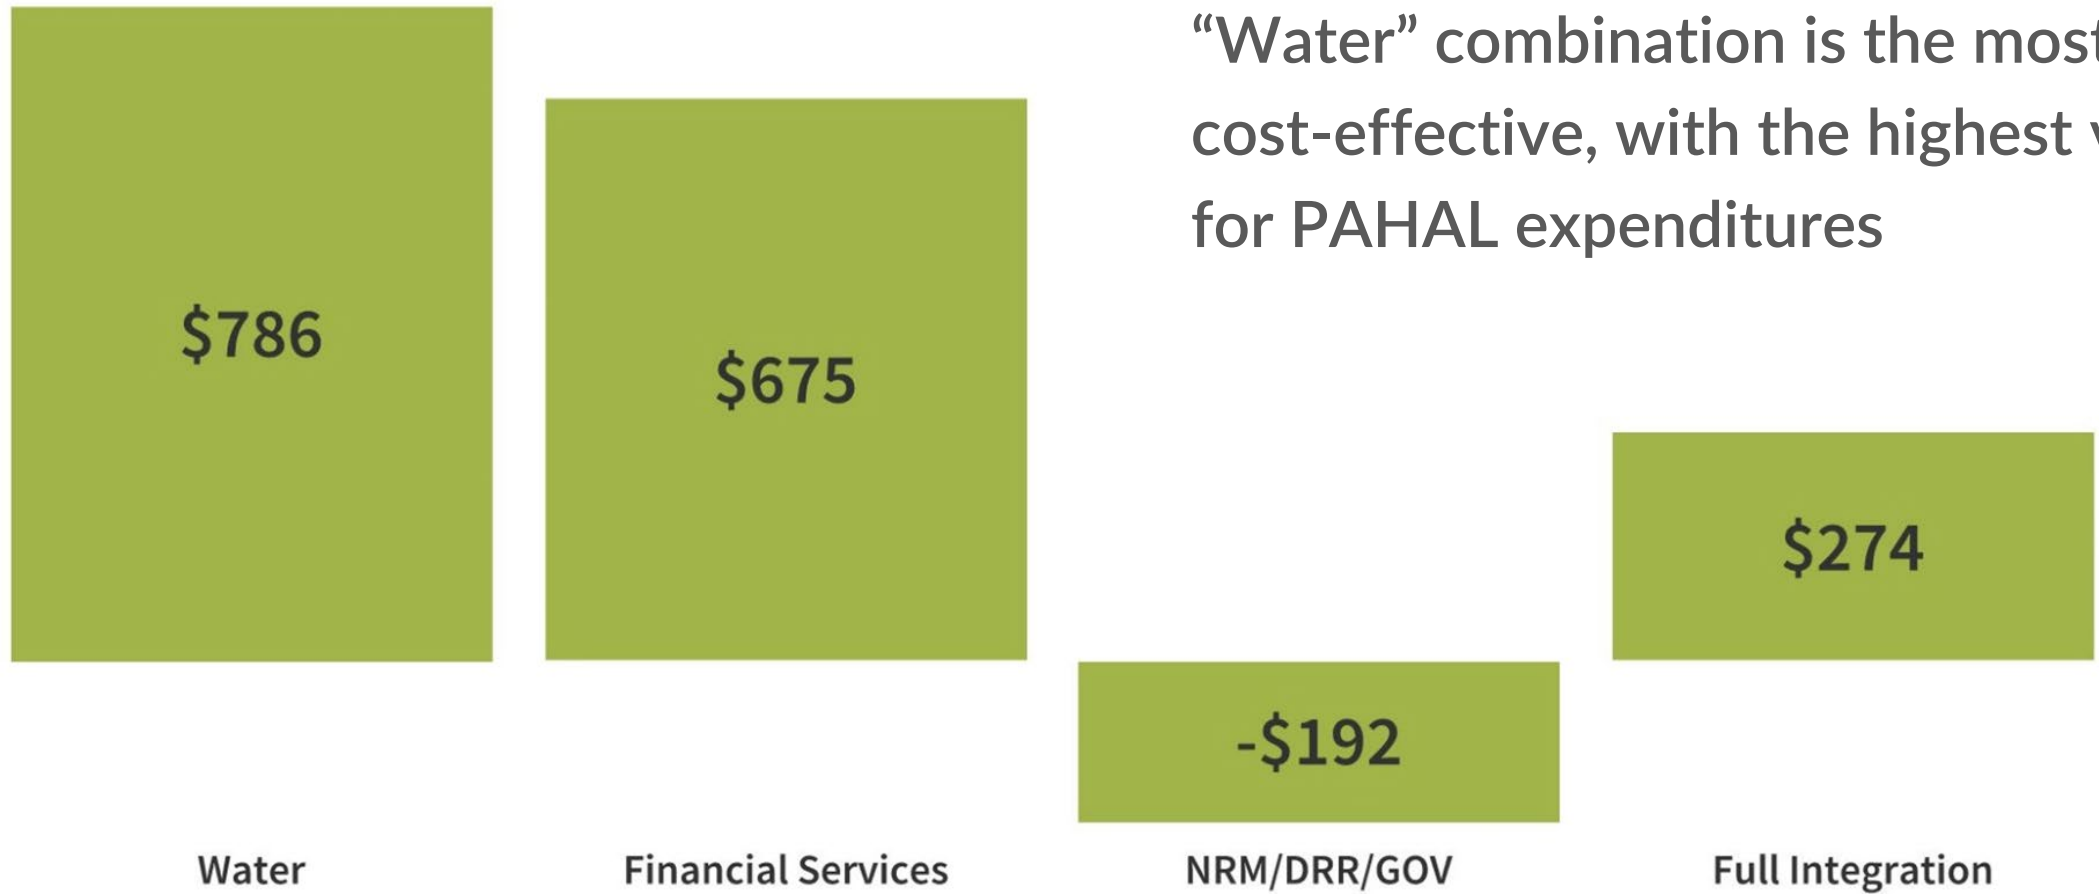 “Water” combination is the most
cost-effective, with the highest
for PAHAL expenditures
$786
$675
$274
-$192
Water
Financial Services
NRM/DRR/GOV
Full Integration